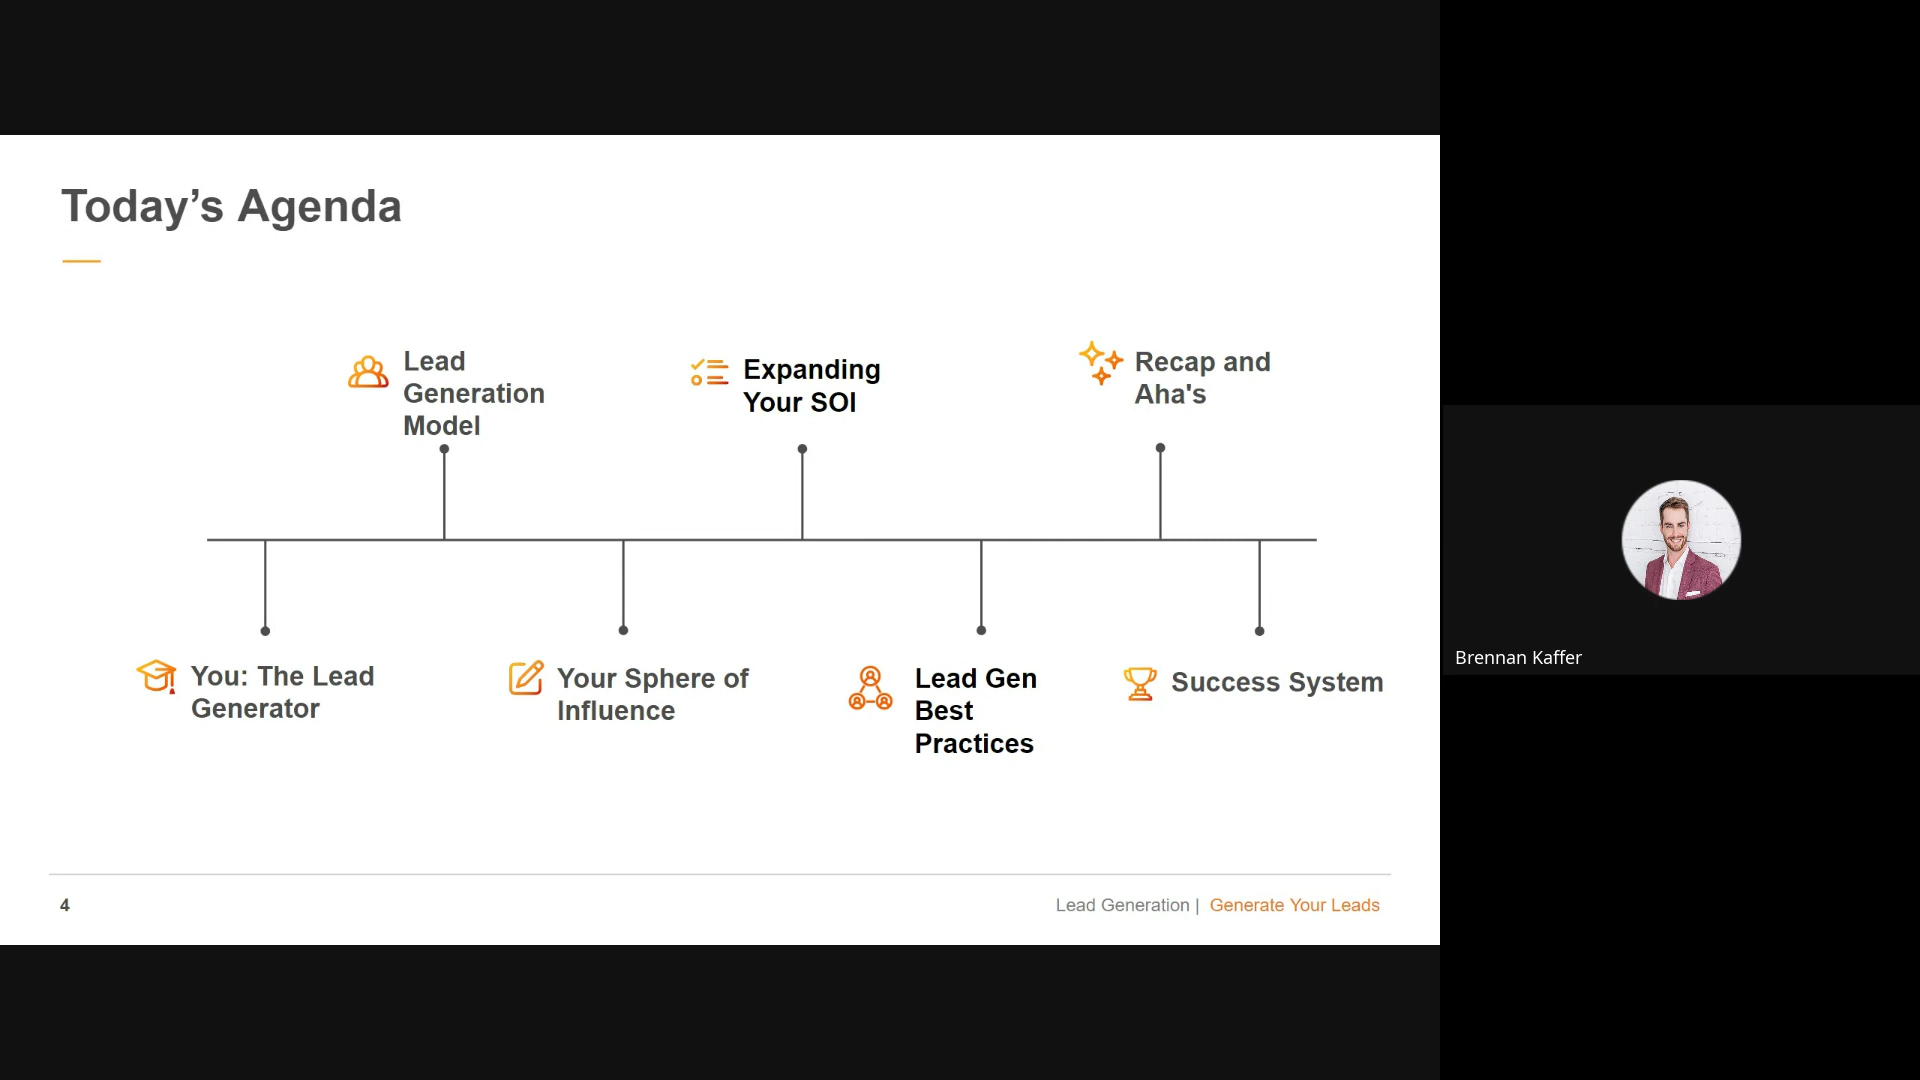 Today’s Agenda
Lead
Generation
Model
Expanding
Your SOI
Recap and
Aha's
You: The Lead
Generator
Your Sphere of
Influence
Lead Gen
Best
Practices
Success System
4
Lead Generation | Generate Your Leads
Brennan Kaffer